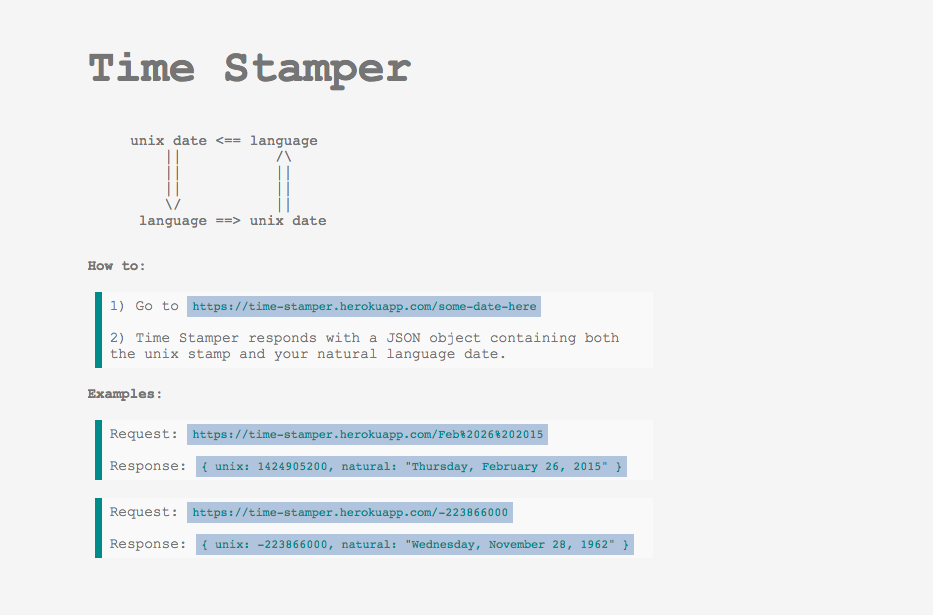 Time Stamper
unix date <== language
||           /\
||           ||
||           ||
\/           ||
language ==> unix date
How to:
1) Go to https://time-stamper.herokuapp.com/some-date-here
2) Time Stamper responds with a JSON object containing both
the unix stamp and your natural language date.
Examples:
Request: https://time-stamper.herokuapp.com/Feb%2026%202015
Response: { unix: 1424905200, natural: "Thursday, February 26, 2015" }
Request: https://time-stamper.herokuapp.com/-223866000
Response: { unix: -223866000, natural: "Wednesday, November 28, 1962" }